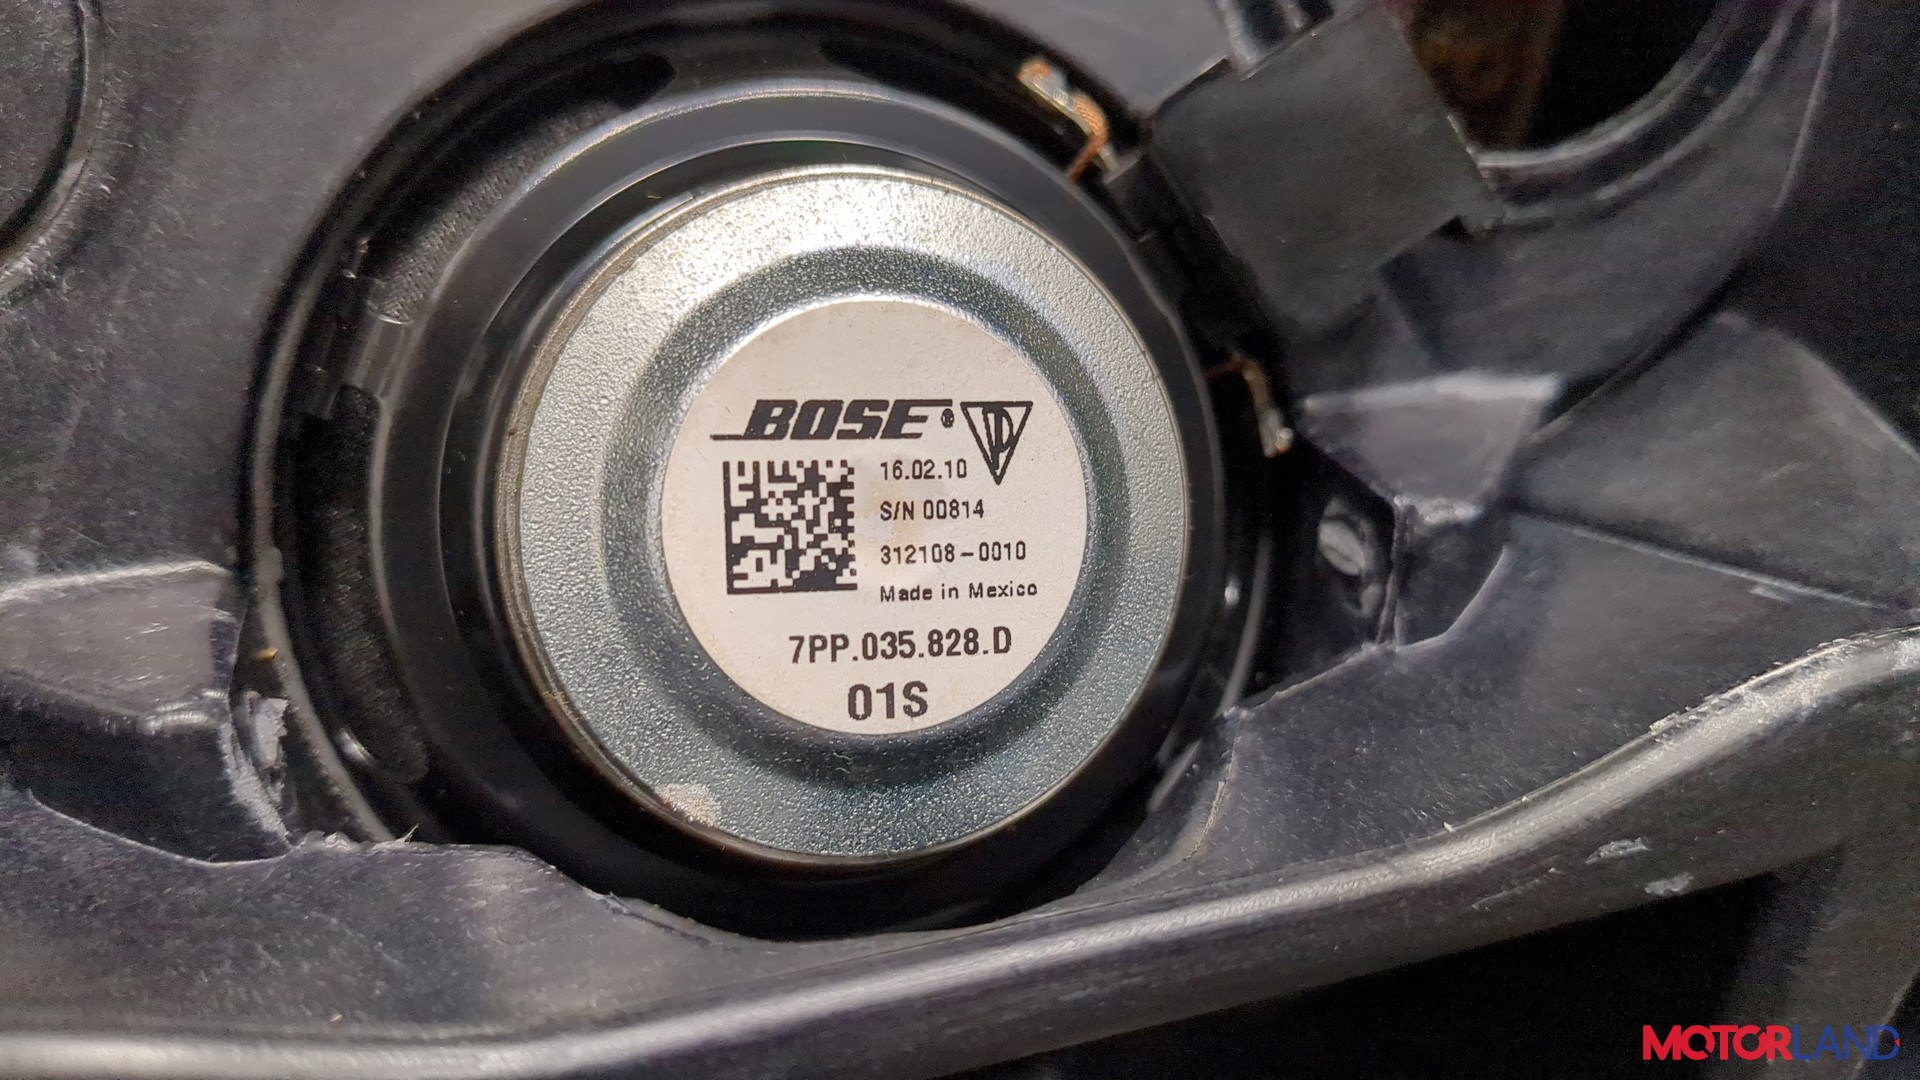 BOSE®
16.02.10
S/N 00814
312108-0010
Made in Mexico
7PP.035.828.D
01S
MOTORLAND